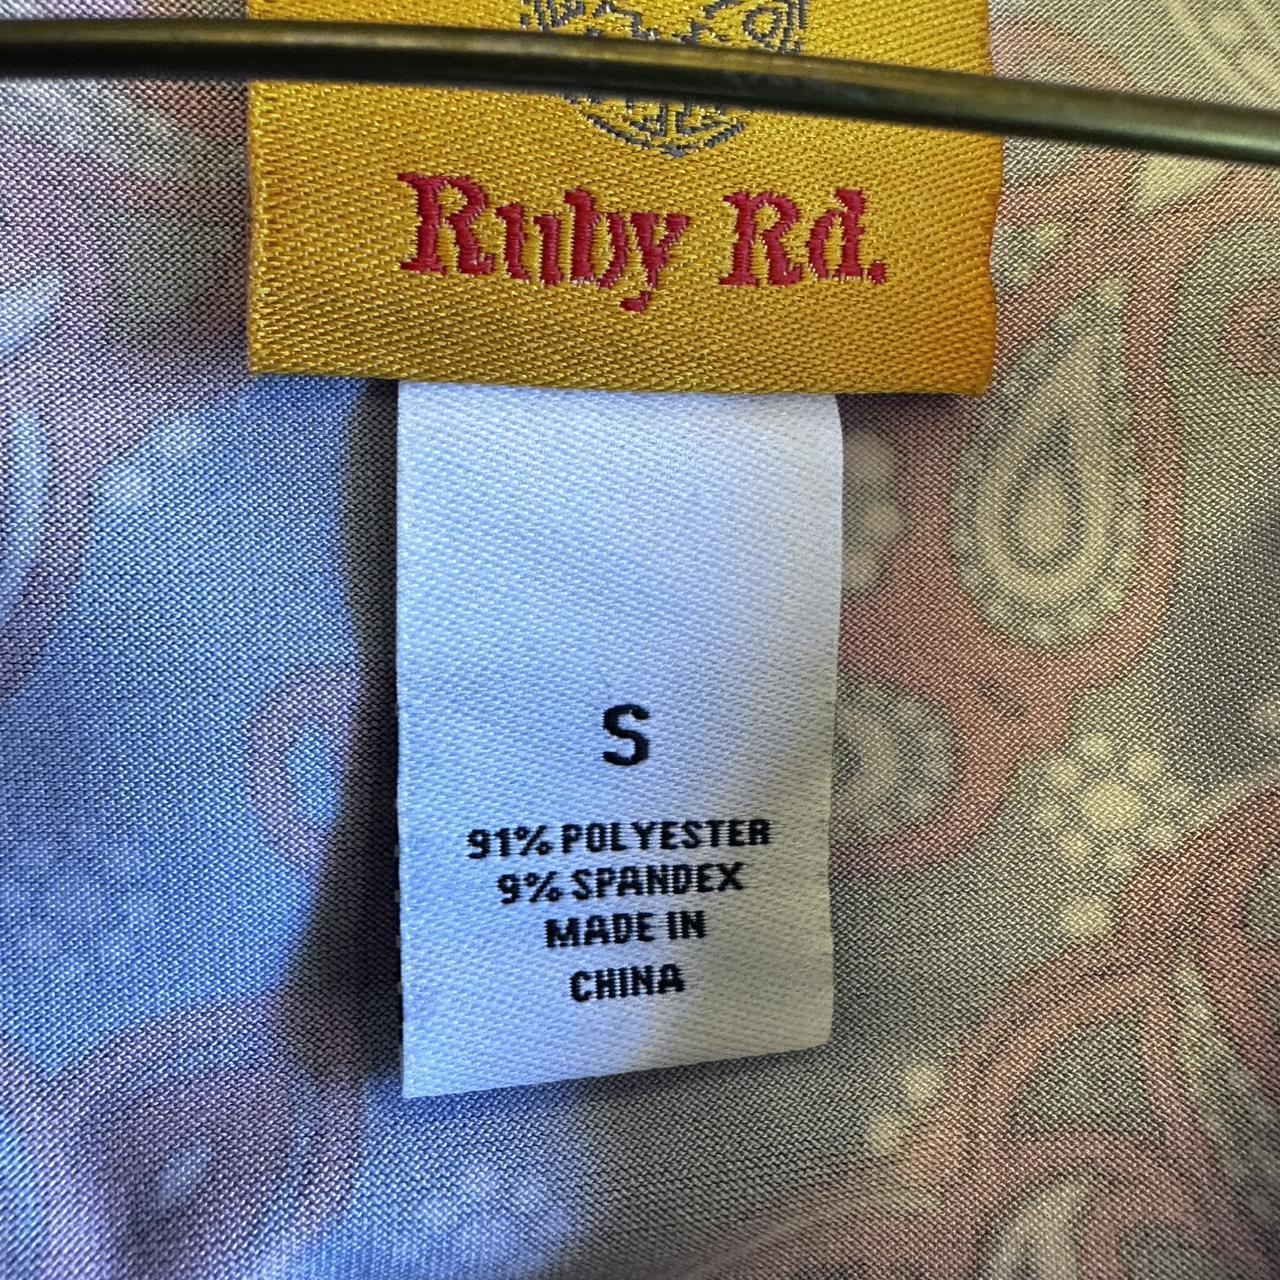 Ruby Rd.
S
91% POLYESTER
9% SPANDEX
MADE IN
CHINA